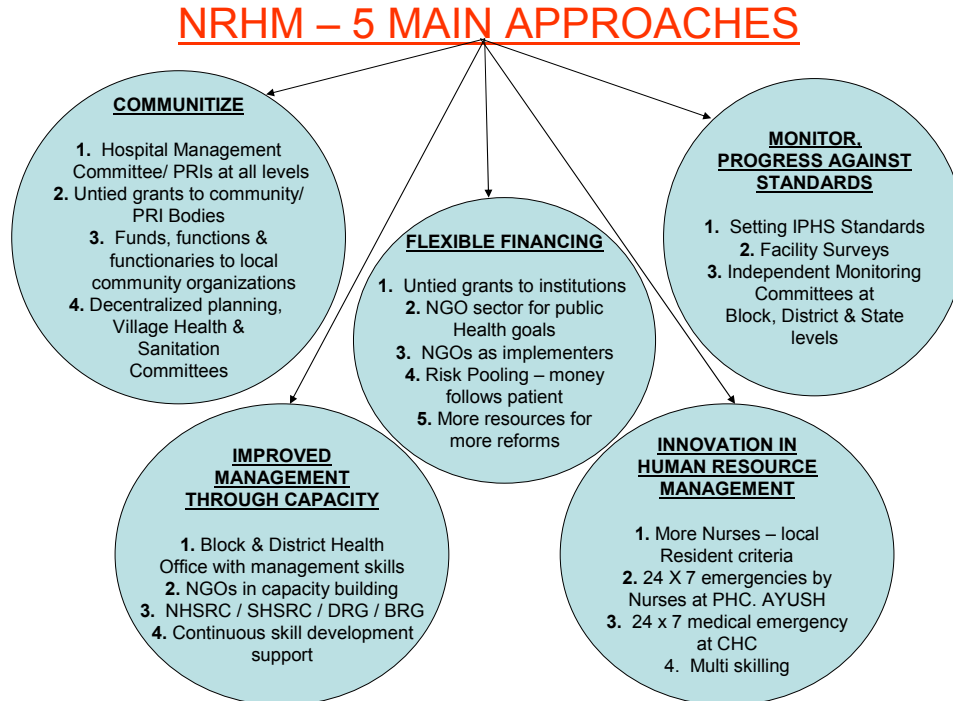 NRHM – 5 MAIN APPROACHES
COMMUNITIZE
1. Hospital Management
Committee/ PRIs at all levels
2. Untied grants to community/
PRI Bodies
3. Funds, functions &
functionaries to local
community organizations
4. Decentralized planning,
Village Health &
Sanitation
Committees
FLEXIBLE FINANCING
1. Untied grants to institutions
2. NGO sector for public
Health goals
3. NGOs as implementers
4. Risk Pooling – money
follows patient
5. More resources for
more reforms
MONITOR,
PROGRESS AGAINST
STANDARDS
1. Setting IPHS Standards
2. Facility Surveys
3. Independent Monitoring
Committees at
Block, District & State
levels
IMPROVED
MANAGEMENT
THROUGH CAPACITY
1. Block & District Health
Office with management skills
2. NGOs in capacity building
3. NHSRC / SHSRC / DRG / BRG
4. Continuous skill development
support
INNOVATION IN
HUMAN RESOURCE
MANAGEMENT
1. More Nurses – local
Resident criteria
2. 24 X 7 emergencies by
Nurses at PHC. AYUSH
3. 24 x 7 medical emergency
at CHC
4. Multi skilling